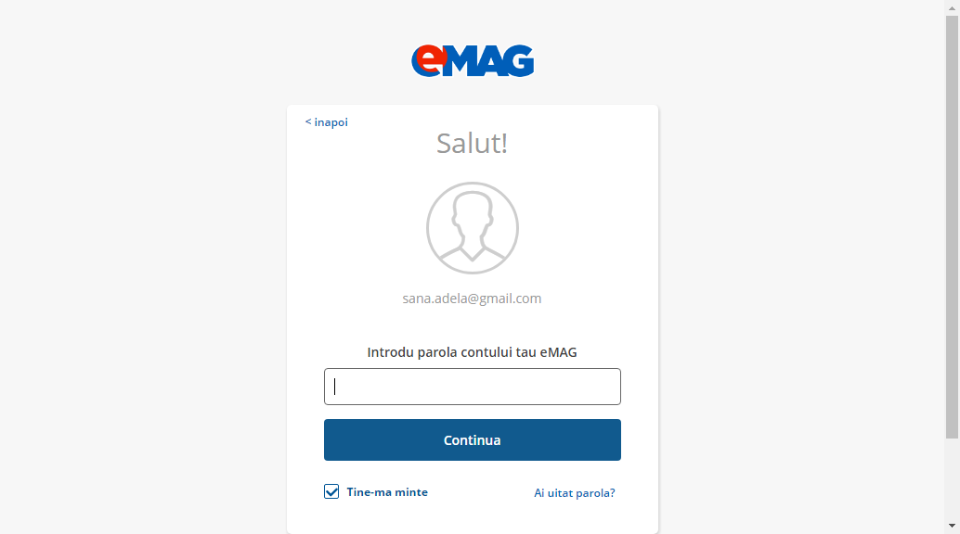 eMAG
< inapoi
Salut!
sana.adela@gmail.com
Introdu parola contului tau eMAG
Continua
Tine-ma minte
Ai uitat parola?